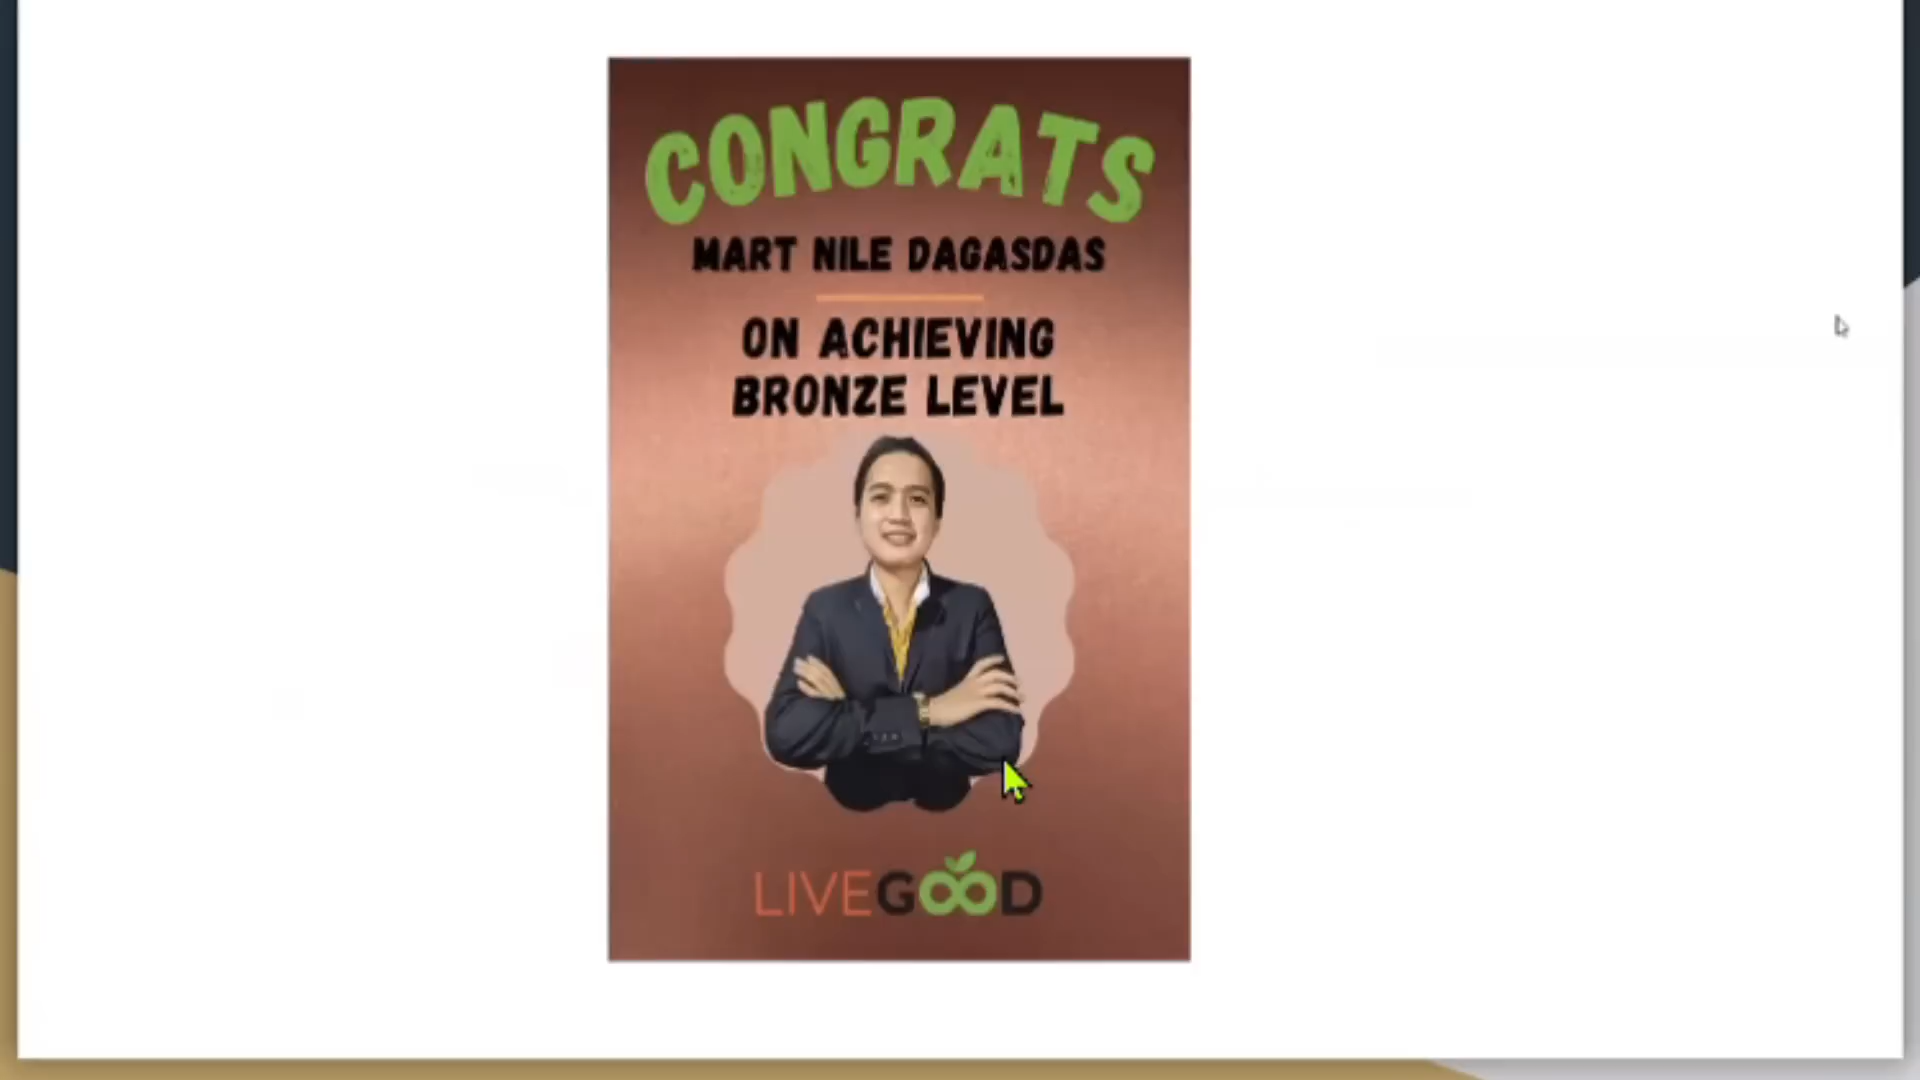 CONGRATS
MART NILE DAGASDAS
ON ACHIEVING
BRONZE LEVEL
LIVEGOOD